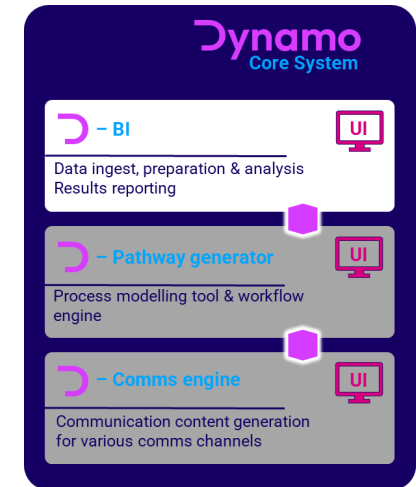 Dynamo
Core System
D – BI
UI
Data ingest, preparation & analysis
Results reporting
D – Pathway generator
UI
Process modelling tool & workflow
engine
D – Comms engine
UI
Communication content generation
for various comms channels